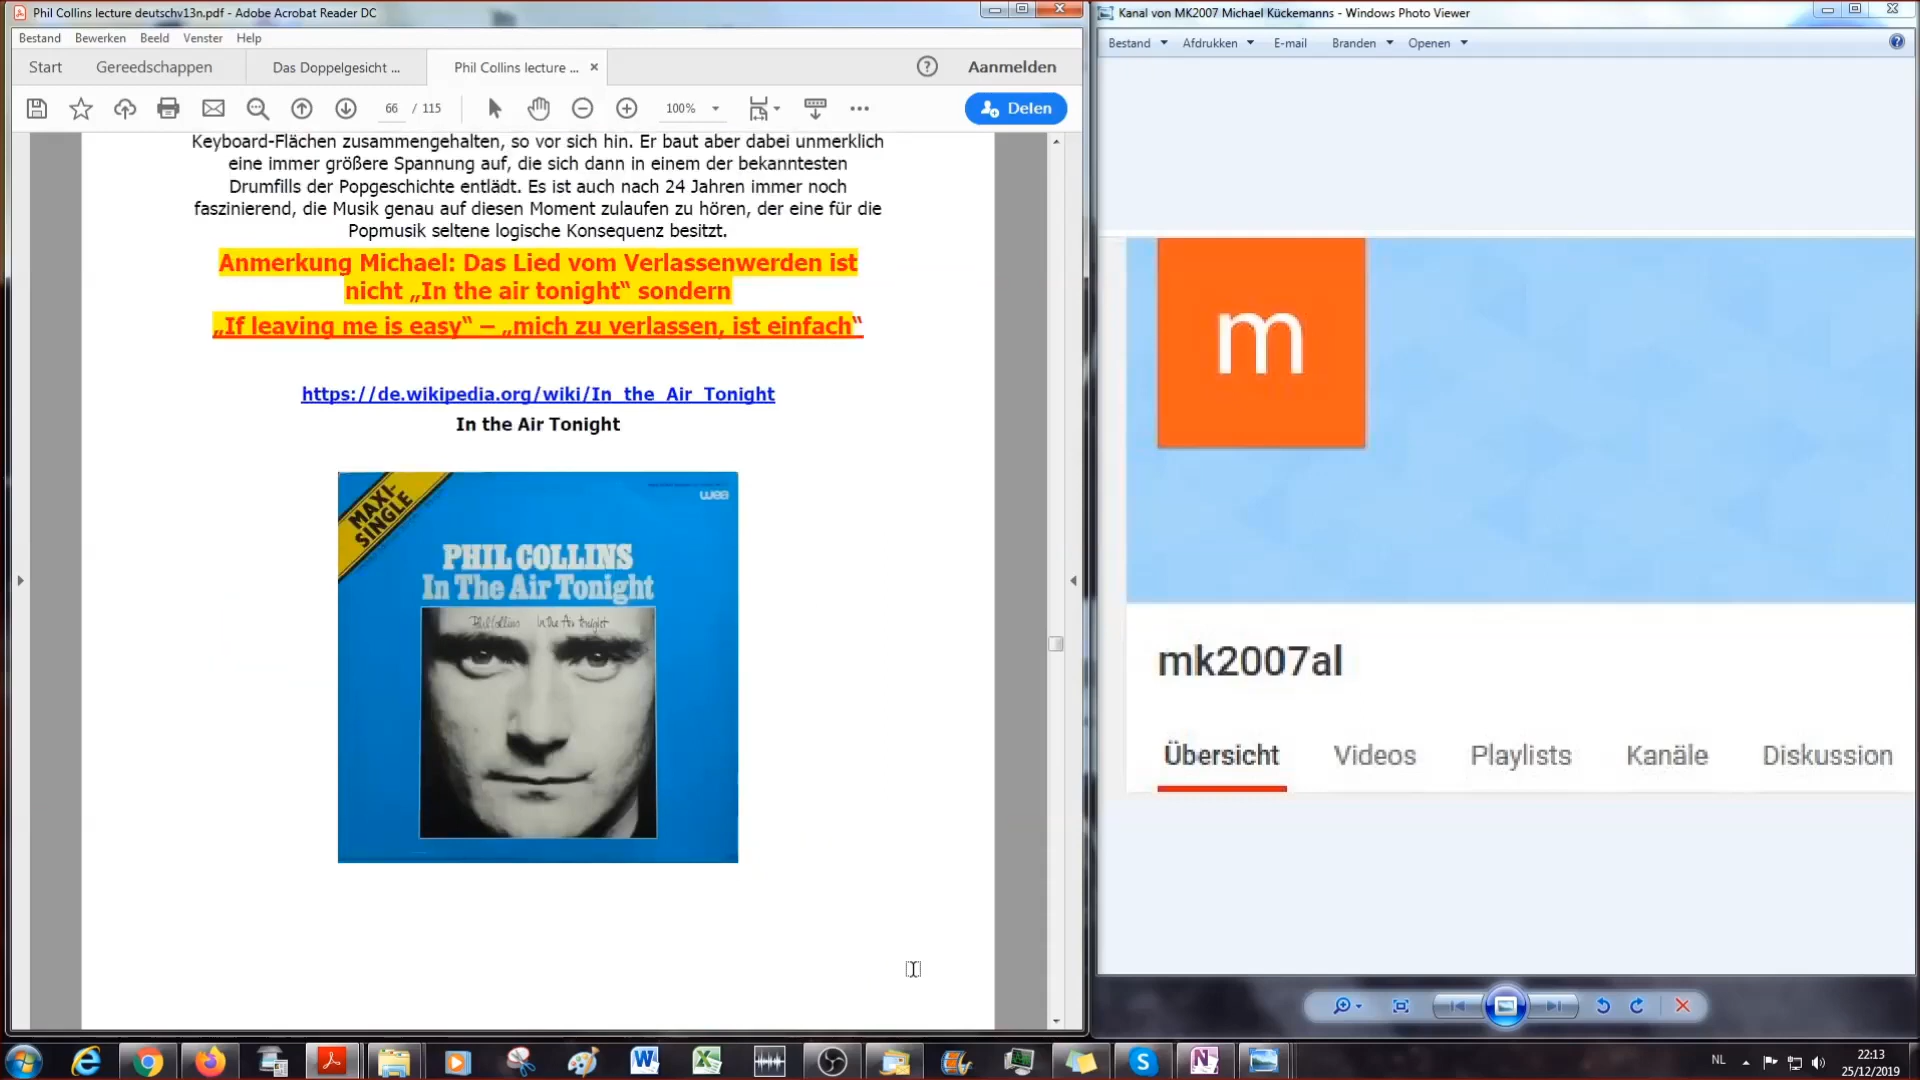 Phil Collins lecture deutschv13n.pdf - Adobe Acrobat Reader DC
Bestand Bewerken Beeld Venster Help
Start Gereedschappen Das Doppelgesicht ... Phil Collins lecture ... × Aanmelden
66 / 115 100% Delen
Keyboard-Flächen zusammengehalten, so vor sich hin. Er baut aber dabei unmerklich
eine immer größere Spannung auf, die sich dann in einem der bekanntesten
Drumfills der Popgeschichte entlädt. Es ist auch nach 24 Jahren immer noch
faszinierend, die Musik genau auf diesen Moment zulaufen zu hören, der eine für die
Popmusik seltene logische Konsequenz besitzt.
Anmerkung Michael: Das Lied vom Verlassenwerden ist
nicht „In the air tonight“ sondern
„If leaving me is easy“ – „mich zu verlassen, ist einfach“
https://de.wikipedia.org/wiki/In_the_Air_Tonight
In the Air Tonight
MAXI-
SINGLE
wea
PHIL COLLINS
In The Air Tonight
Phil Collins In the Air Tonight
Kanal von MK2007 Michael Kückemanns - Windows Photo Viewer
Bestand Afdrukken E-mail Branden Openen
m
mk2007al
Übersicht Videos Playlists Kanäle Diskussion
NL
22:13
25/12/2019